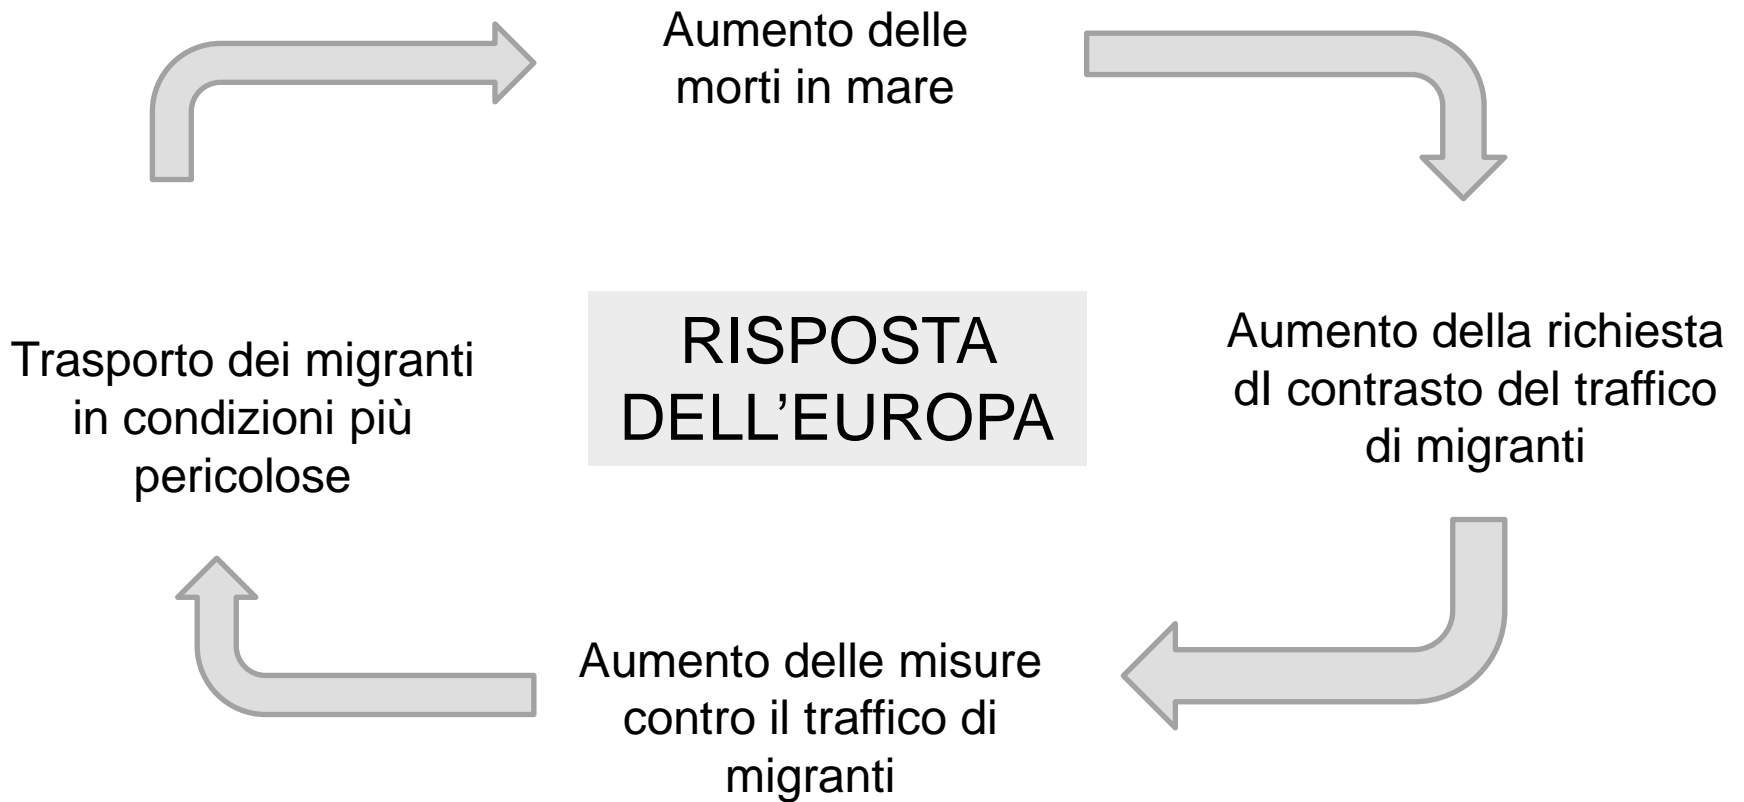 Aumento delle
morti in mare
Trasporto dei migranti
in condizioni più
pericolose
RISPOSTA
DELL’EUROPA
Aumento della richiesta
dI contrasto del traffico
di migranti
Aumento delle misure
contro il traffico di
migranti